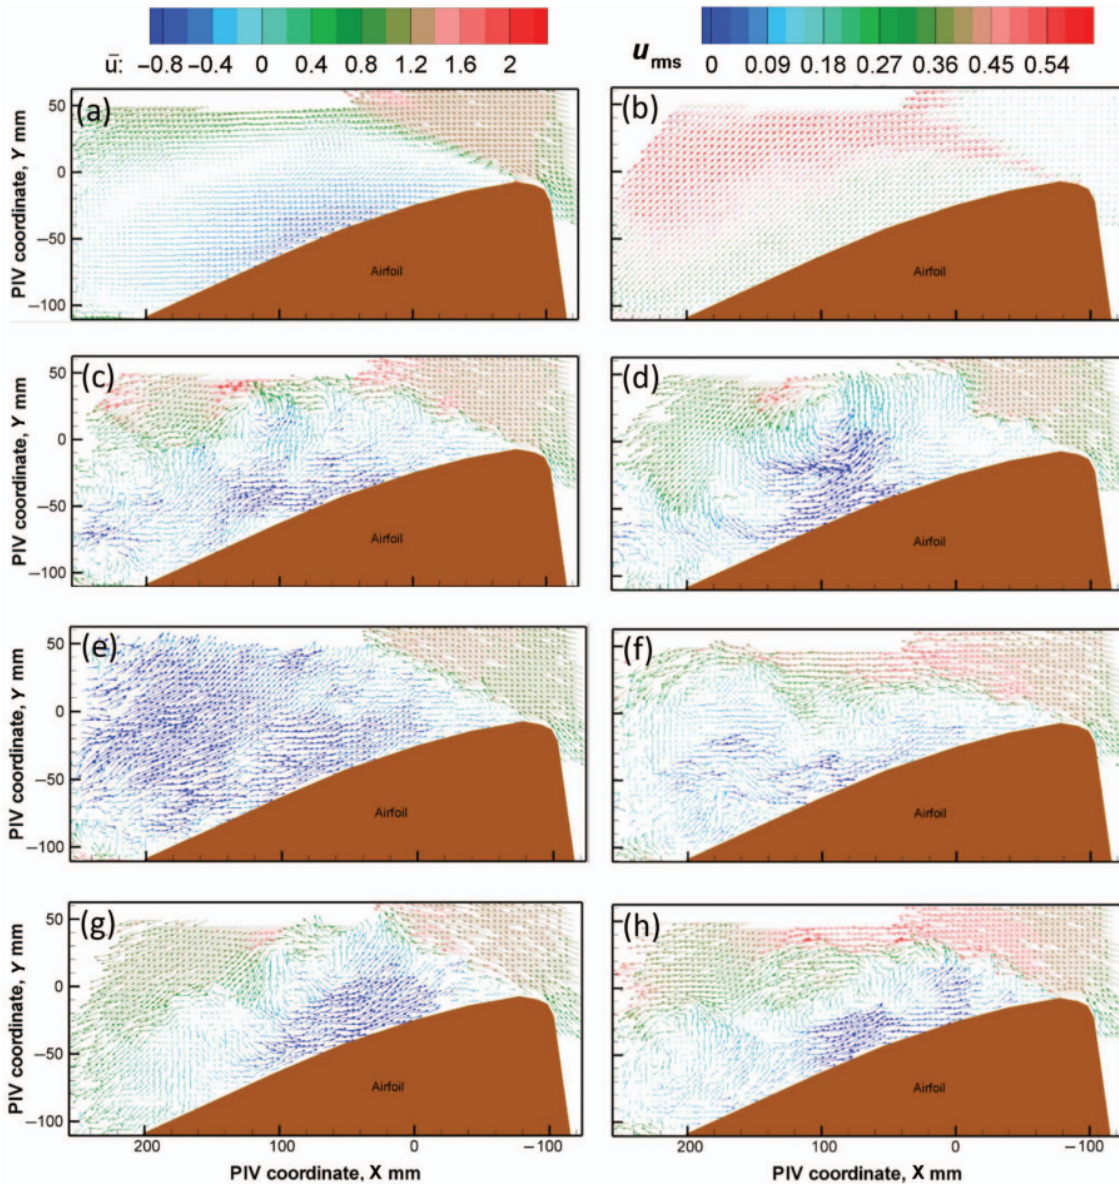 ū: −0.8 −0.4 0 0.4 0.8 1.2 1.6 2
u rms 0 0.09 0.18 0.27 0.36 0.45 0.54
PIV coordinate, Y mm
50
0
−50
−100
(a)
Airfoil
(b)
Airfoil
PIV coordinate, Y mm
50
0
−50
−100
(c)
Airfoil
(d)
Airfoil
PIV coordinate, Y mm
50
0
−50
−100
(e)
Airfoil
(f)
Airfoil
PIV coordinate, Y mm
50
0
−50
−100
(g)
Airfoil
(h)
Airfoil
200 100 0 −100
200 100 0 −100
PIV coordinate, X mm
PIV coordinate, X mm